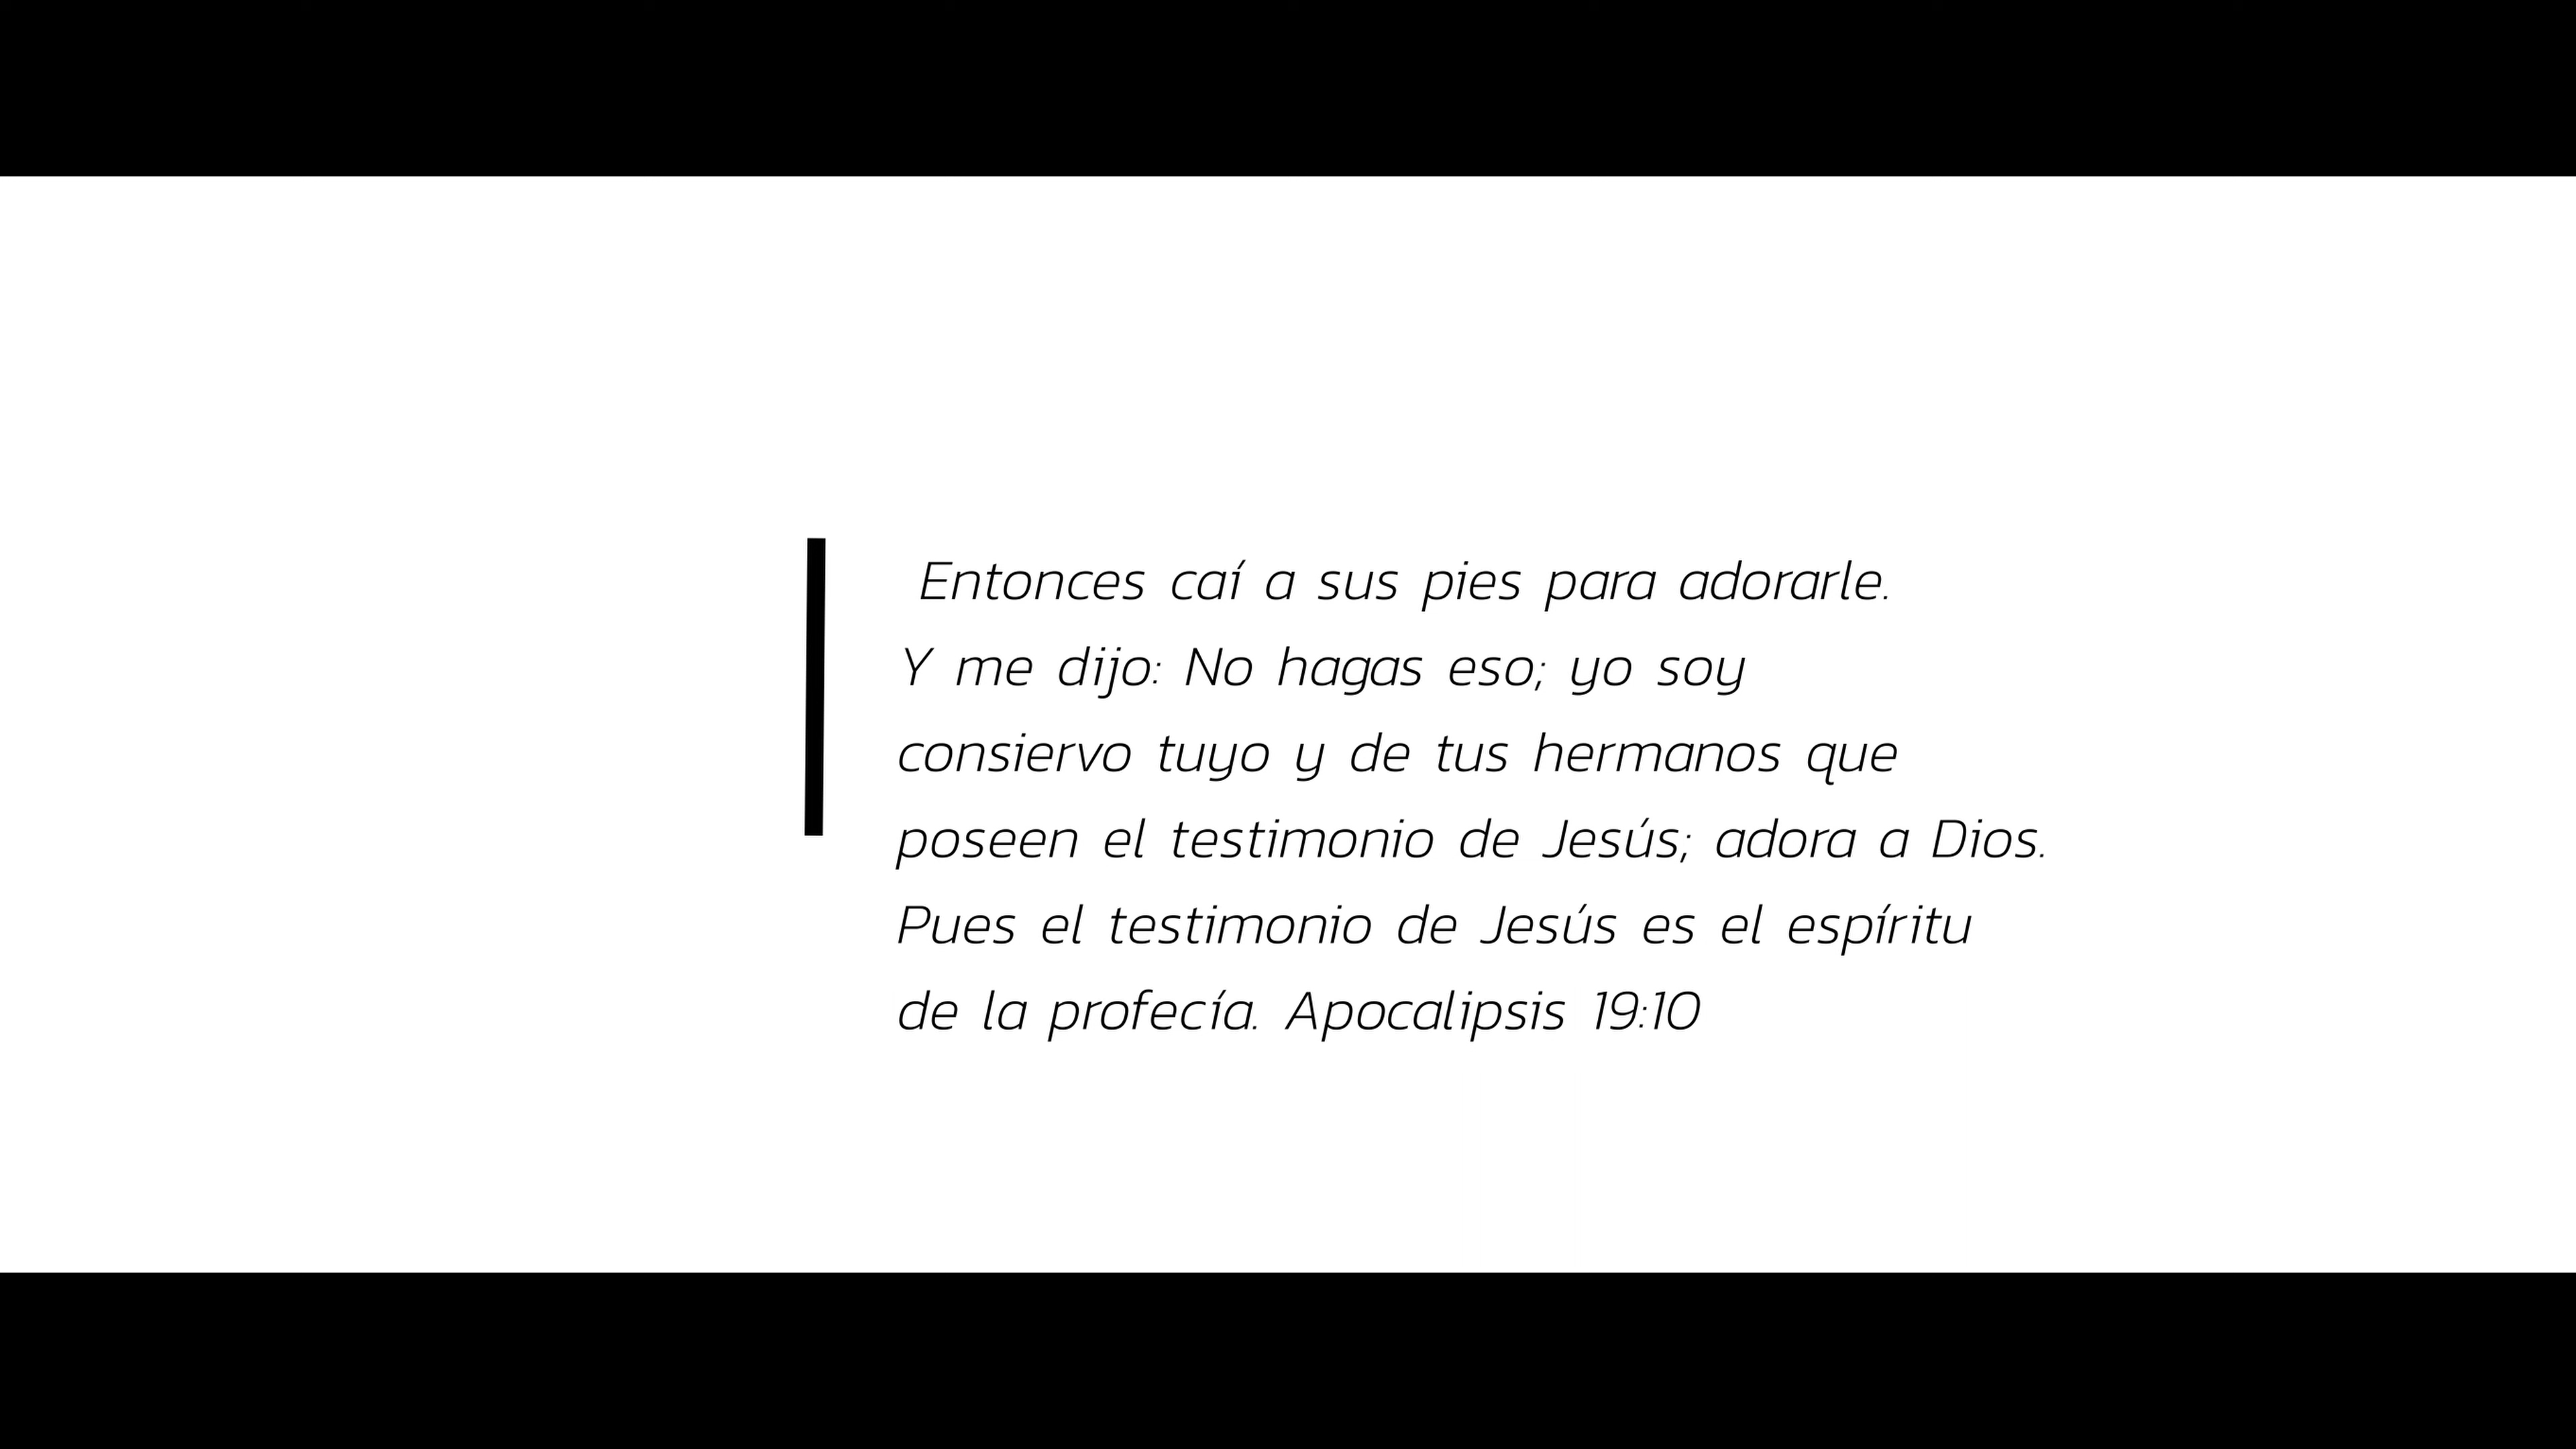 Entonces caí a sus pies para adorarle.
Y me dijo: No hagas eso; yo soy
consiervo tuyo y de tus hermanos que
poseen el testimonio de Jesús; adora a Dios.
Pues el testimonio de Jesús es el espíritu
de la profecía. Apocalipsis 19:10